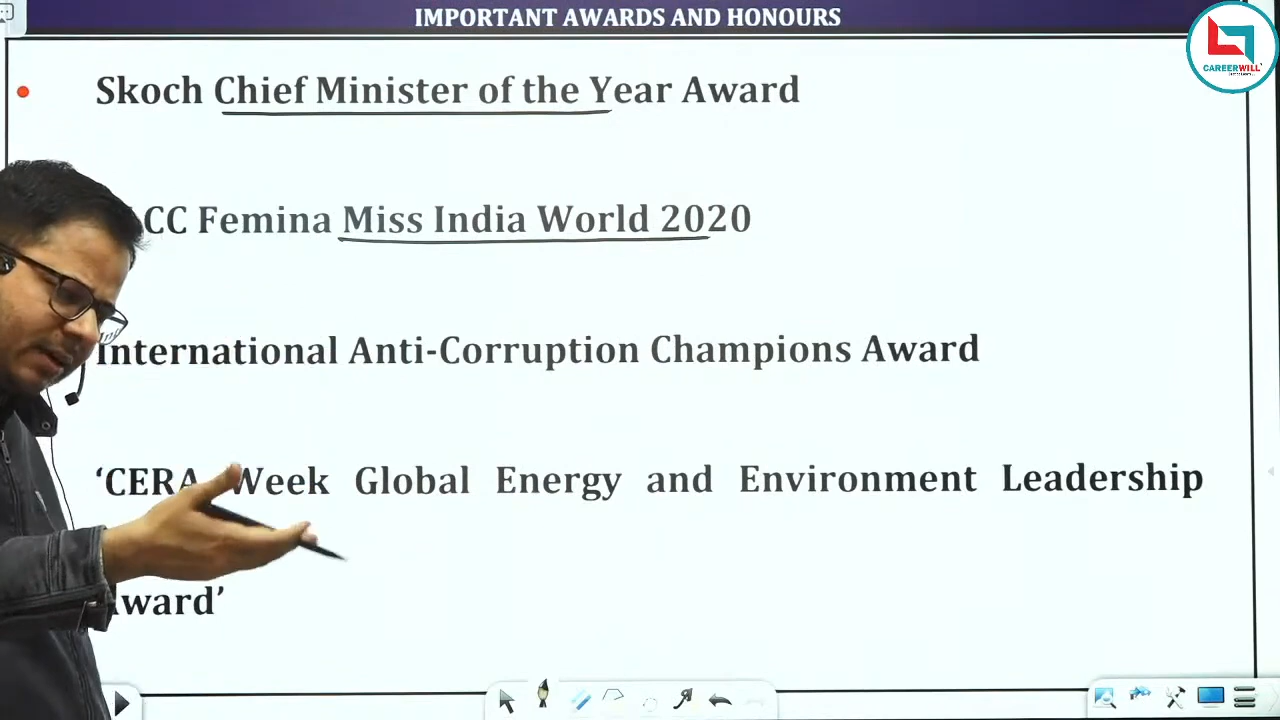 IMPORTANT AWARDS AND HONOURS
CAREERWILL
Skoch Chief Minister of the Year Award
CC Femina Miss India World 2020
International Anti-Corruption Champions Award
‘CERA Week Global Energy and Environment Leadership
Award’